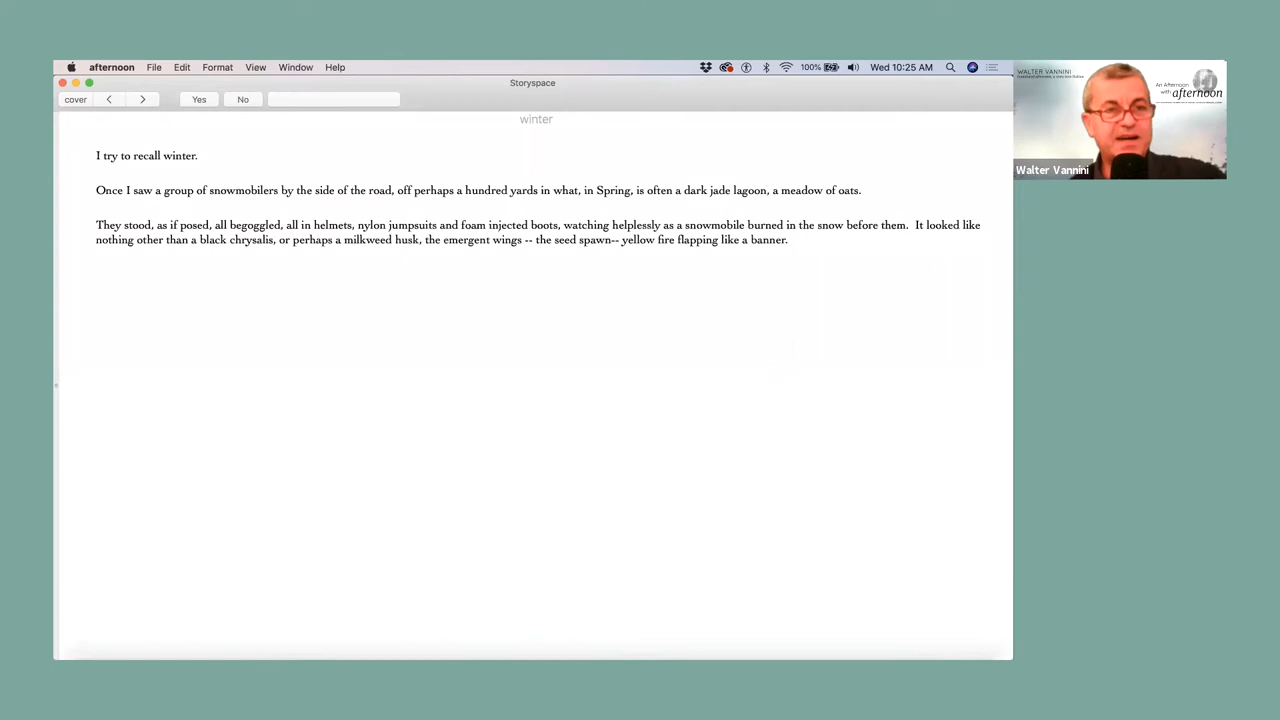 afternoon File Edit Format View Window Help 100% Wed 10:25 AM
Storyspace
cover < > Yes No
winter
I try to recall winter.
Once I saw a group of snowmobilers by the side of the road, off perhaps a hundred yards in what, in Spring, is often a dark jade lagoon, a meadow of oats.
They stood, as if posed, all begoggled, all in helmets, nylon jumpsuits and foam injected boots, watching helplessly as a snowmobile burned in the snow before them. It looked like
nothing other than a black chrysalis, or perhaps a milkweed husk, the emergent wings -- the seed spawn-- yellow fire flapping like a banner.
WALTER VANNINI
An Afternoon
with afternoon
Walter Vannini